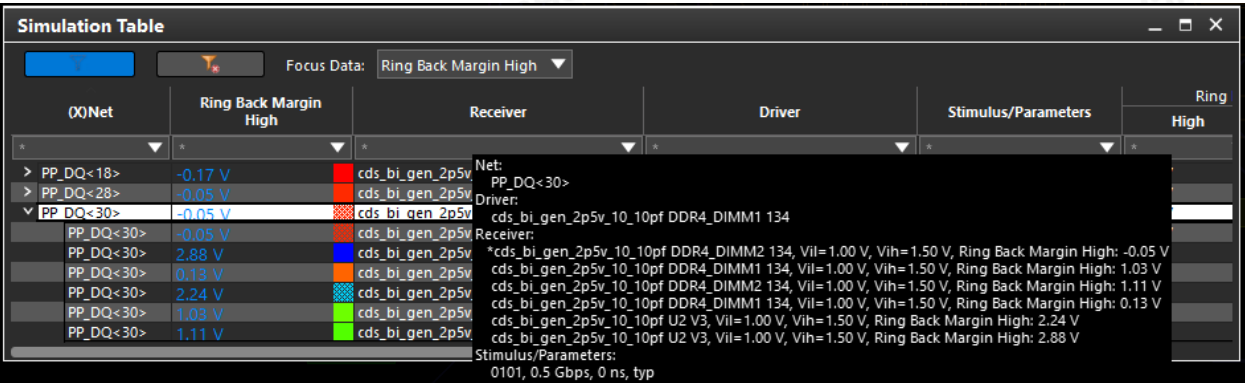 Simulation Table
Focus Data: Ring Back Margin High
(X)Net Ring Back Margin High Receiver Driver Stimulus/Parameters Ring High
* * * * * *
PP_DQ<18> -0.17 V cds_bi_gen_2p5v
PP_DQ<28> -0.05 V cds_bi_gen_2p5v
PP_DQ<30> -0.05 V cds_bi_gen_2p5v
PP_DQ<30> -0.05 V cds_bi_gen_2p5v
PP_DQ<30> 2.88 V cds_bi_gen_2p5v
PP_DQ<30> 0.13 V cds_bi_gen_2p5v
PP_DQ<30> 2.24 V cds_bi_gen_2p5v
PP_DQ<30> 1.03 V cds_bi_gen_2p5v
PP_DQ<30> 1.11 V cds_bi_gen_2p5v
Net:
PP_DQ<30>
Driver:
cds_bi_gen_2p5v_10_10pf DDR4_DIMM1 134
Receiver:
*cds_bi_gen_2p5v_10_10pf DDR4_DIMM2 134, Vil=1.00 V, Vih=1.50 V, Ring Back Margin High: -0.05 V
cds_bi_gen_2p5v_10_10pf DDR4_DIMM1 134, Vil=1.00 V, Vih=1.50 V, Ring Back Margin High: 1.03 V
cds_bi_gen_2p5v_10_10pf DDR4_DIMM2 134, Vil=1.00 V, Vih=1.50 V, Ring Back Margin High: 1.11 V
cds_bi_gen_2p5v_10_10pf DDR4_DIMM1 134, Vil=1.00 V, Vih=1.50 V, Ring Back Margin High: 0.13 V
cds_bi_gen_2p5v_10_10pf U2 V3, Vil=1.00 V, Vih=1.50 V, Ring Back Margin High: 2.24 V
cds_bi_gen_2p5v_10_10pf U2 V3, Vil=1.00 V, Vih=1.50 V, Ring Back Margin High: 2.88 V
Stimulus/Parameters:
0101, 0.5 Gbps, 0 ns, typ